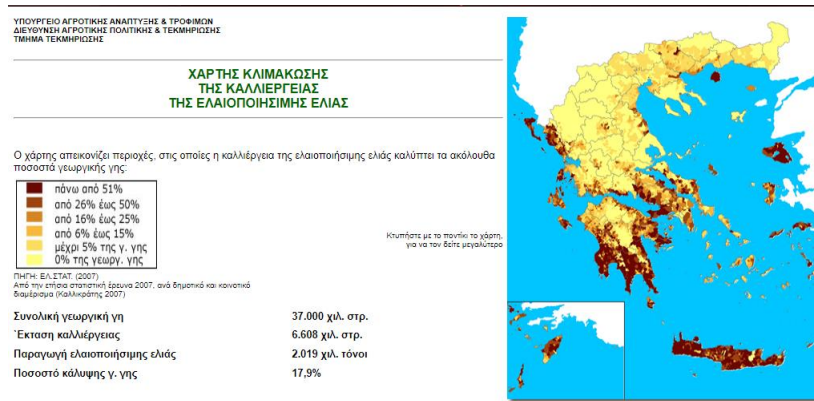 ΥΠΟΥΡΓΕΙΟ ΑΓΡΟΤΙΚΗΣ ΑΝΑΠΤΥΞΗΣ & ΤΡΟΦΙΜΩΝ
ΔΙΕΥΘΥΝΣΗ ΑΓΡΟΤΙΚΗΣ ΠΟΛΙΤΙΚΗΣ & ΤΕΚΜΗΡΙΩΣΗΣ
ΤΜΗΜΑ ΤΕΚΜΗΡΙΩΣΗΣ
ΧΑΡΤΗΣ ΚΛΙΜΑΚΩΣΗΣ
ΤΗΣ ΚΑΛΛΙΕΡΓΕΙΑΣ
ΤΗΣ ΕΛΑΙΟΠΟΙΗΣΙΜΗΣ ΕΛΙΑΣ
Ο χάρτης απεικονίζει περιοχές, στις οποίες η καλλιέργεια της ελαιοποιήσιμης ελιάς καλύπτει τα ακόλουθα
ποσοστά γεωργικής γης:
πάνω από 51%
από 26% έως 50%
από 16% έως 25%
από 6% έως 15%
μέχρι 5% της γ. γης
0% της γεωργ. γης
Κτυπήστε με το ποντίκι το χάρτη,
για να τον δείτε μεγαλύτερο
ΠΗΓΗ: ΕΛ.ΣΤΑΤ. (2007)
Από την ετήσια στατιστική έρευνα 2007, ανά δημοτικό και κοινοτικό
διαμέρισμα (Καλλικράτης 2007)
Συνολική γεωργική γη 37.000 χιλ. στρ.
Έκταση καλλιέργειας 6.608 χιλ. στρ.
Παραγωγή ελαιοποιήσιμης ελιάς 2.019 χιλ. τόνοι
Ποσοστό κάλυψης γ. γης 17,9%